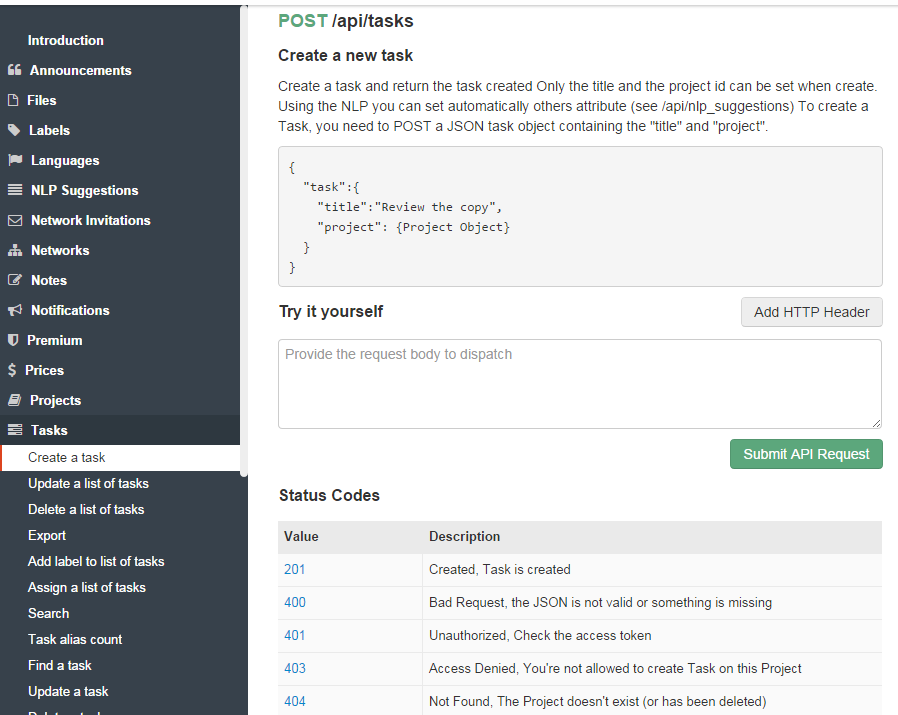 Introduction
Announcements
Files
Labels
Languages
NLP Suggestions
Network Invitations
Networks
Notes
Notifications
Premium
Prices
Projects
Tasks
Create a task
Update a list of tasks
Delete a list of tasks
Export
Add label to list of tasks
Assign a list of tasks
Search
Task alias count
Find a task
Update a task
POST /api/tasks
Create a new task
Create a task and return the task created Only the title and the project id can be set when create.
Using the NLP you can set automatically others attribute (see /api/nlp_suggestions) To create a
Task, you need to POST a JSON task object containing the "title" and "project".
{
"task":{
"title":"Review the copy",
"project": {Project Object}
}
}
Try it yourself
Add HTTP Header
Provide the request body to dispatch
Submit API Request
Status Codes
Value Description
201 Created, Task is created
400 Bad Request, the JSON is not valid or something is missing
401 Unauthorized, Check the access token
403 Access Denied, You're not allowed to create Task on this Project
404 Not Found, The Project doesn't exist (or has been deleted)